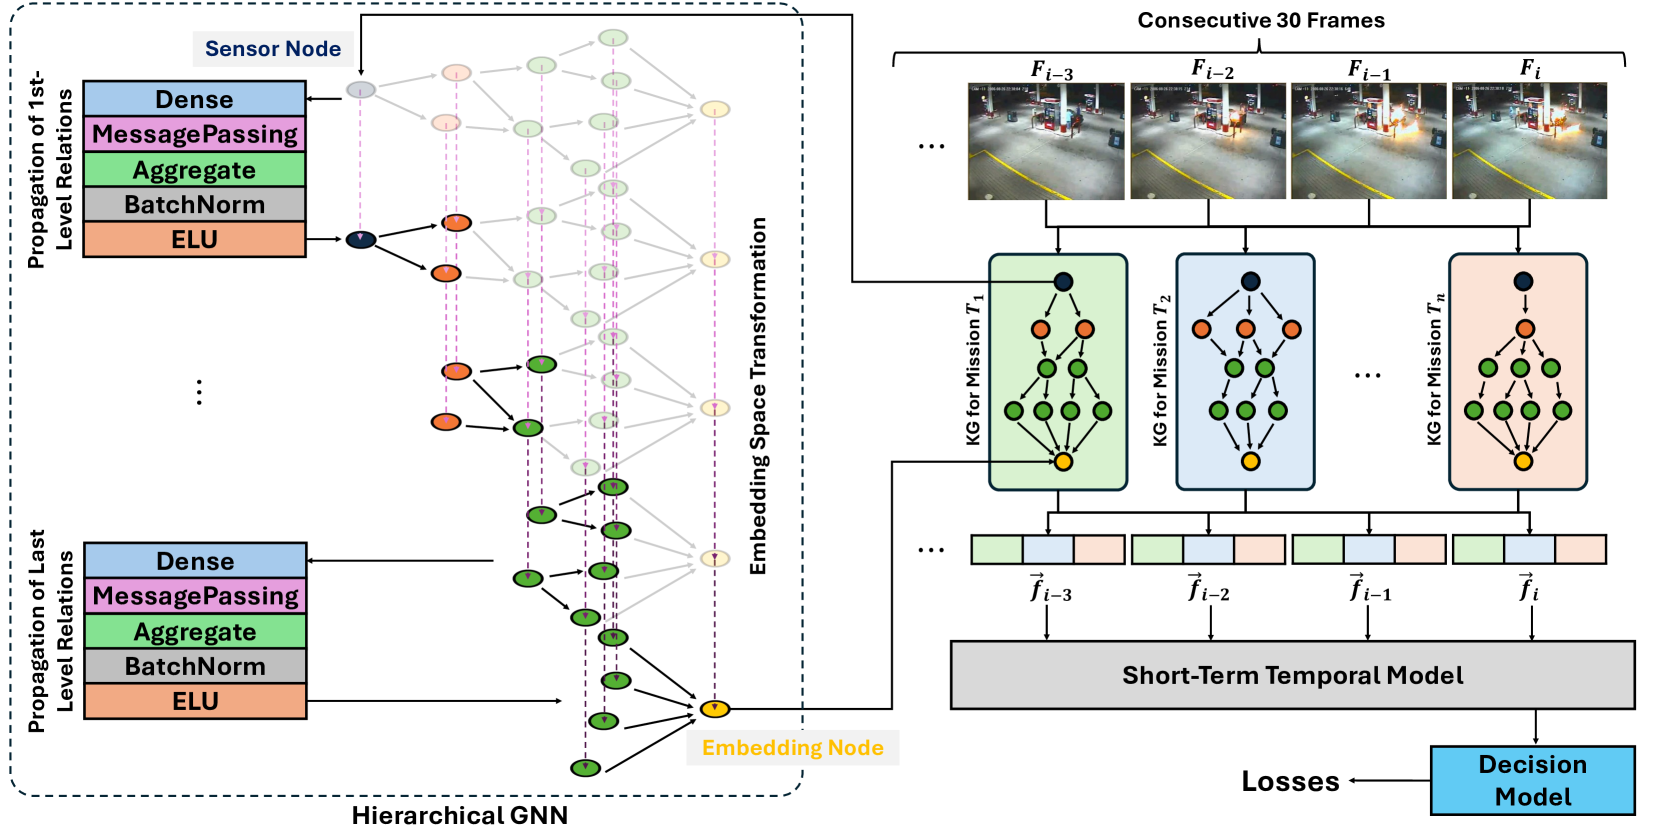 Consecutive 30 Frames
Sensor Node
Propagation of 1st-
Level Relations
Dense
MessagePassing
Aggregate
BatchNorm
ELU
...
Propagation of Last
Level Relations
Dense
MessagePassing
Aggregate
BatchNorm
ELU
Embedding Space Transformation
Embedding Node
Hierarchical GNN
F_{i-3} F_{i-2} F_{i-1} F_i
...
KG for Mission T_1
KG for Mission T_2
...
KG for Mission T_n
...
\vec{f}_{i-3} \vec{f}_{i-2} \vec{f}_{i-1} \vec{f}_i
Short-Term Temporal Model
Decision
Model
Losses